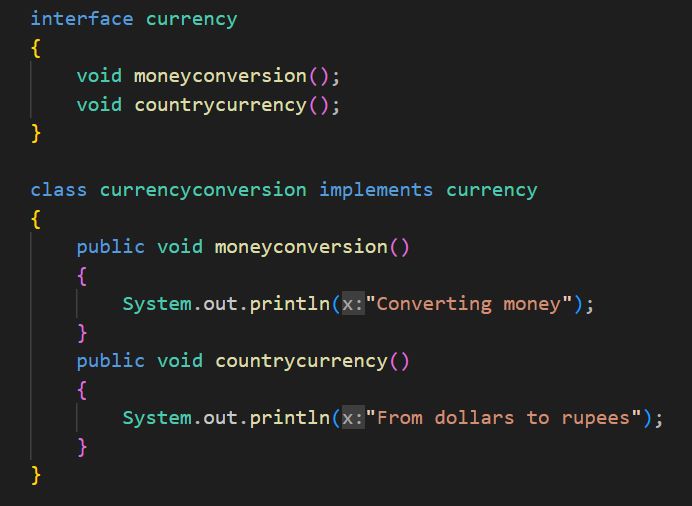 interface currency
{
    void moneyconversion();
    void countrycurrency();
}
class currencyconversion implements currency
{
    public void moneyconversion()
    {
        System.out.println(x:"Converting money");
    }
    public void countrycurrency()
    {
        System.out.println(x:"From dollars to rupees");
    }
}